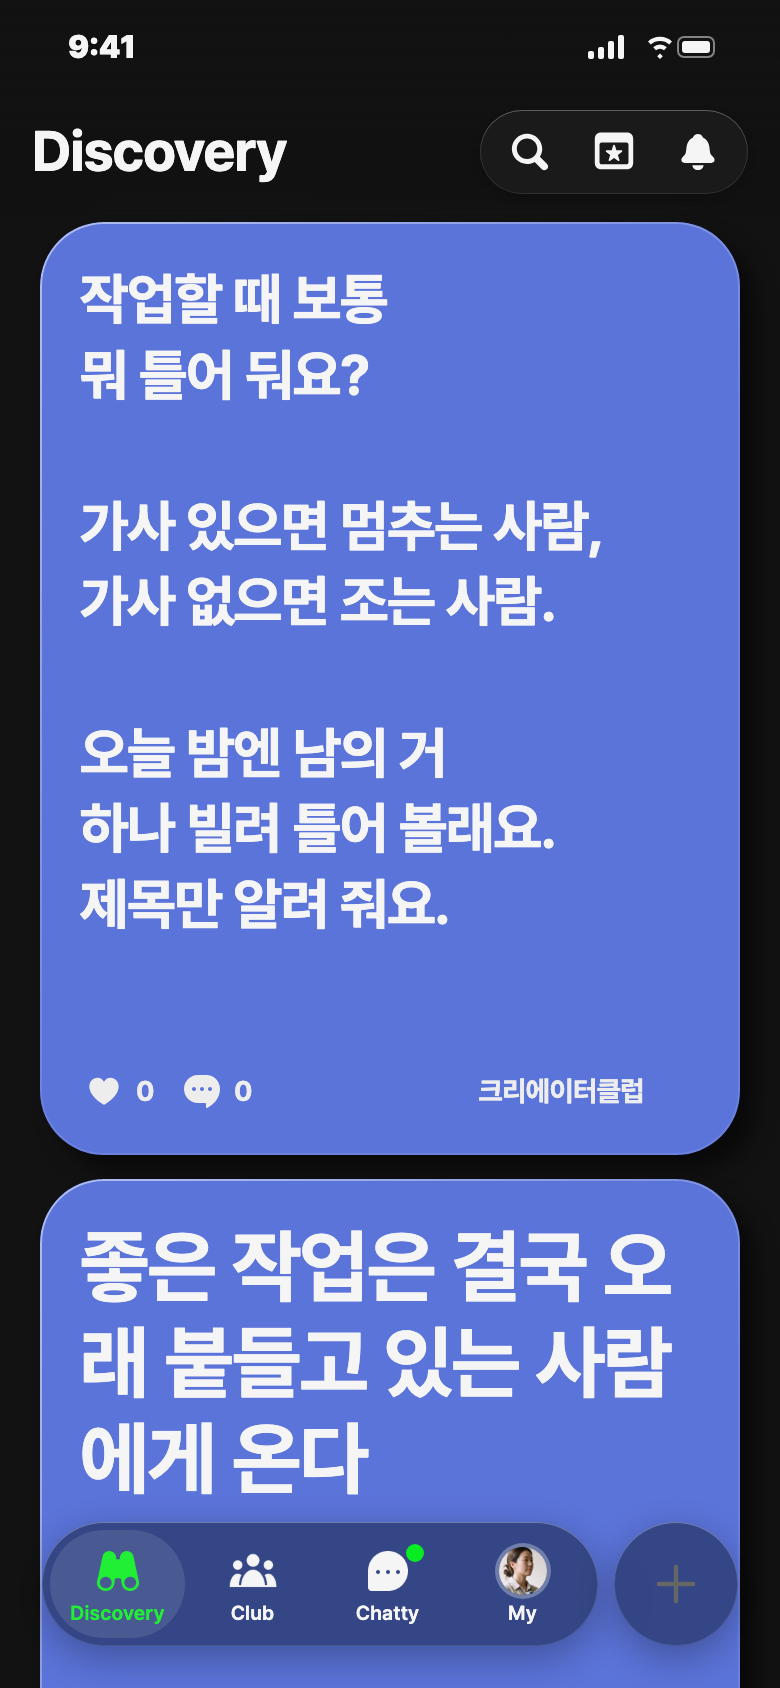 9:41
Discovery
작업할 때 보통
뭐 틀어 둬요?
가사 있으면 멈추는 사람,
가사 없으면 조는 사람.
오늘 밤엔 남의 거
하나 빌려 틀어 볼래요.
제목만 알려 줘요.
0 0 크리에이터클럽
좋은 작업은 결국 오
래 붙들고 있는 사람
에게 온다
Discovery Club Chatty My